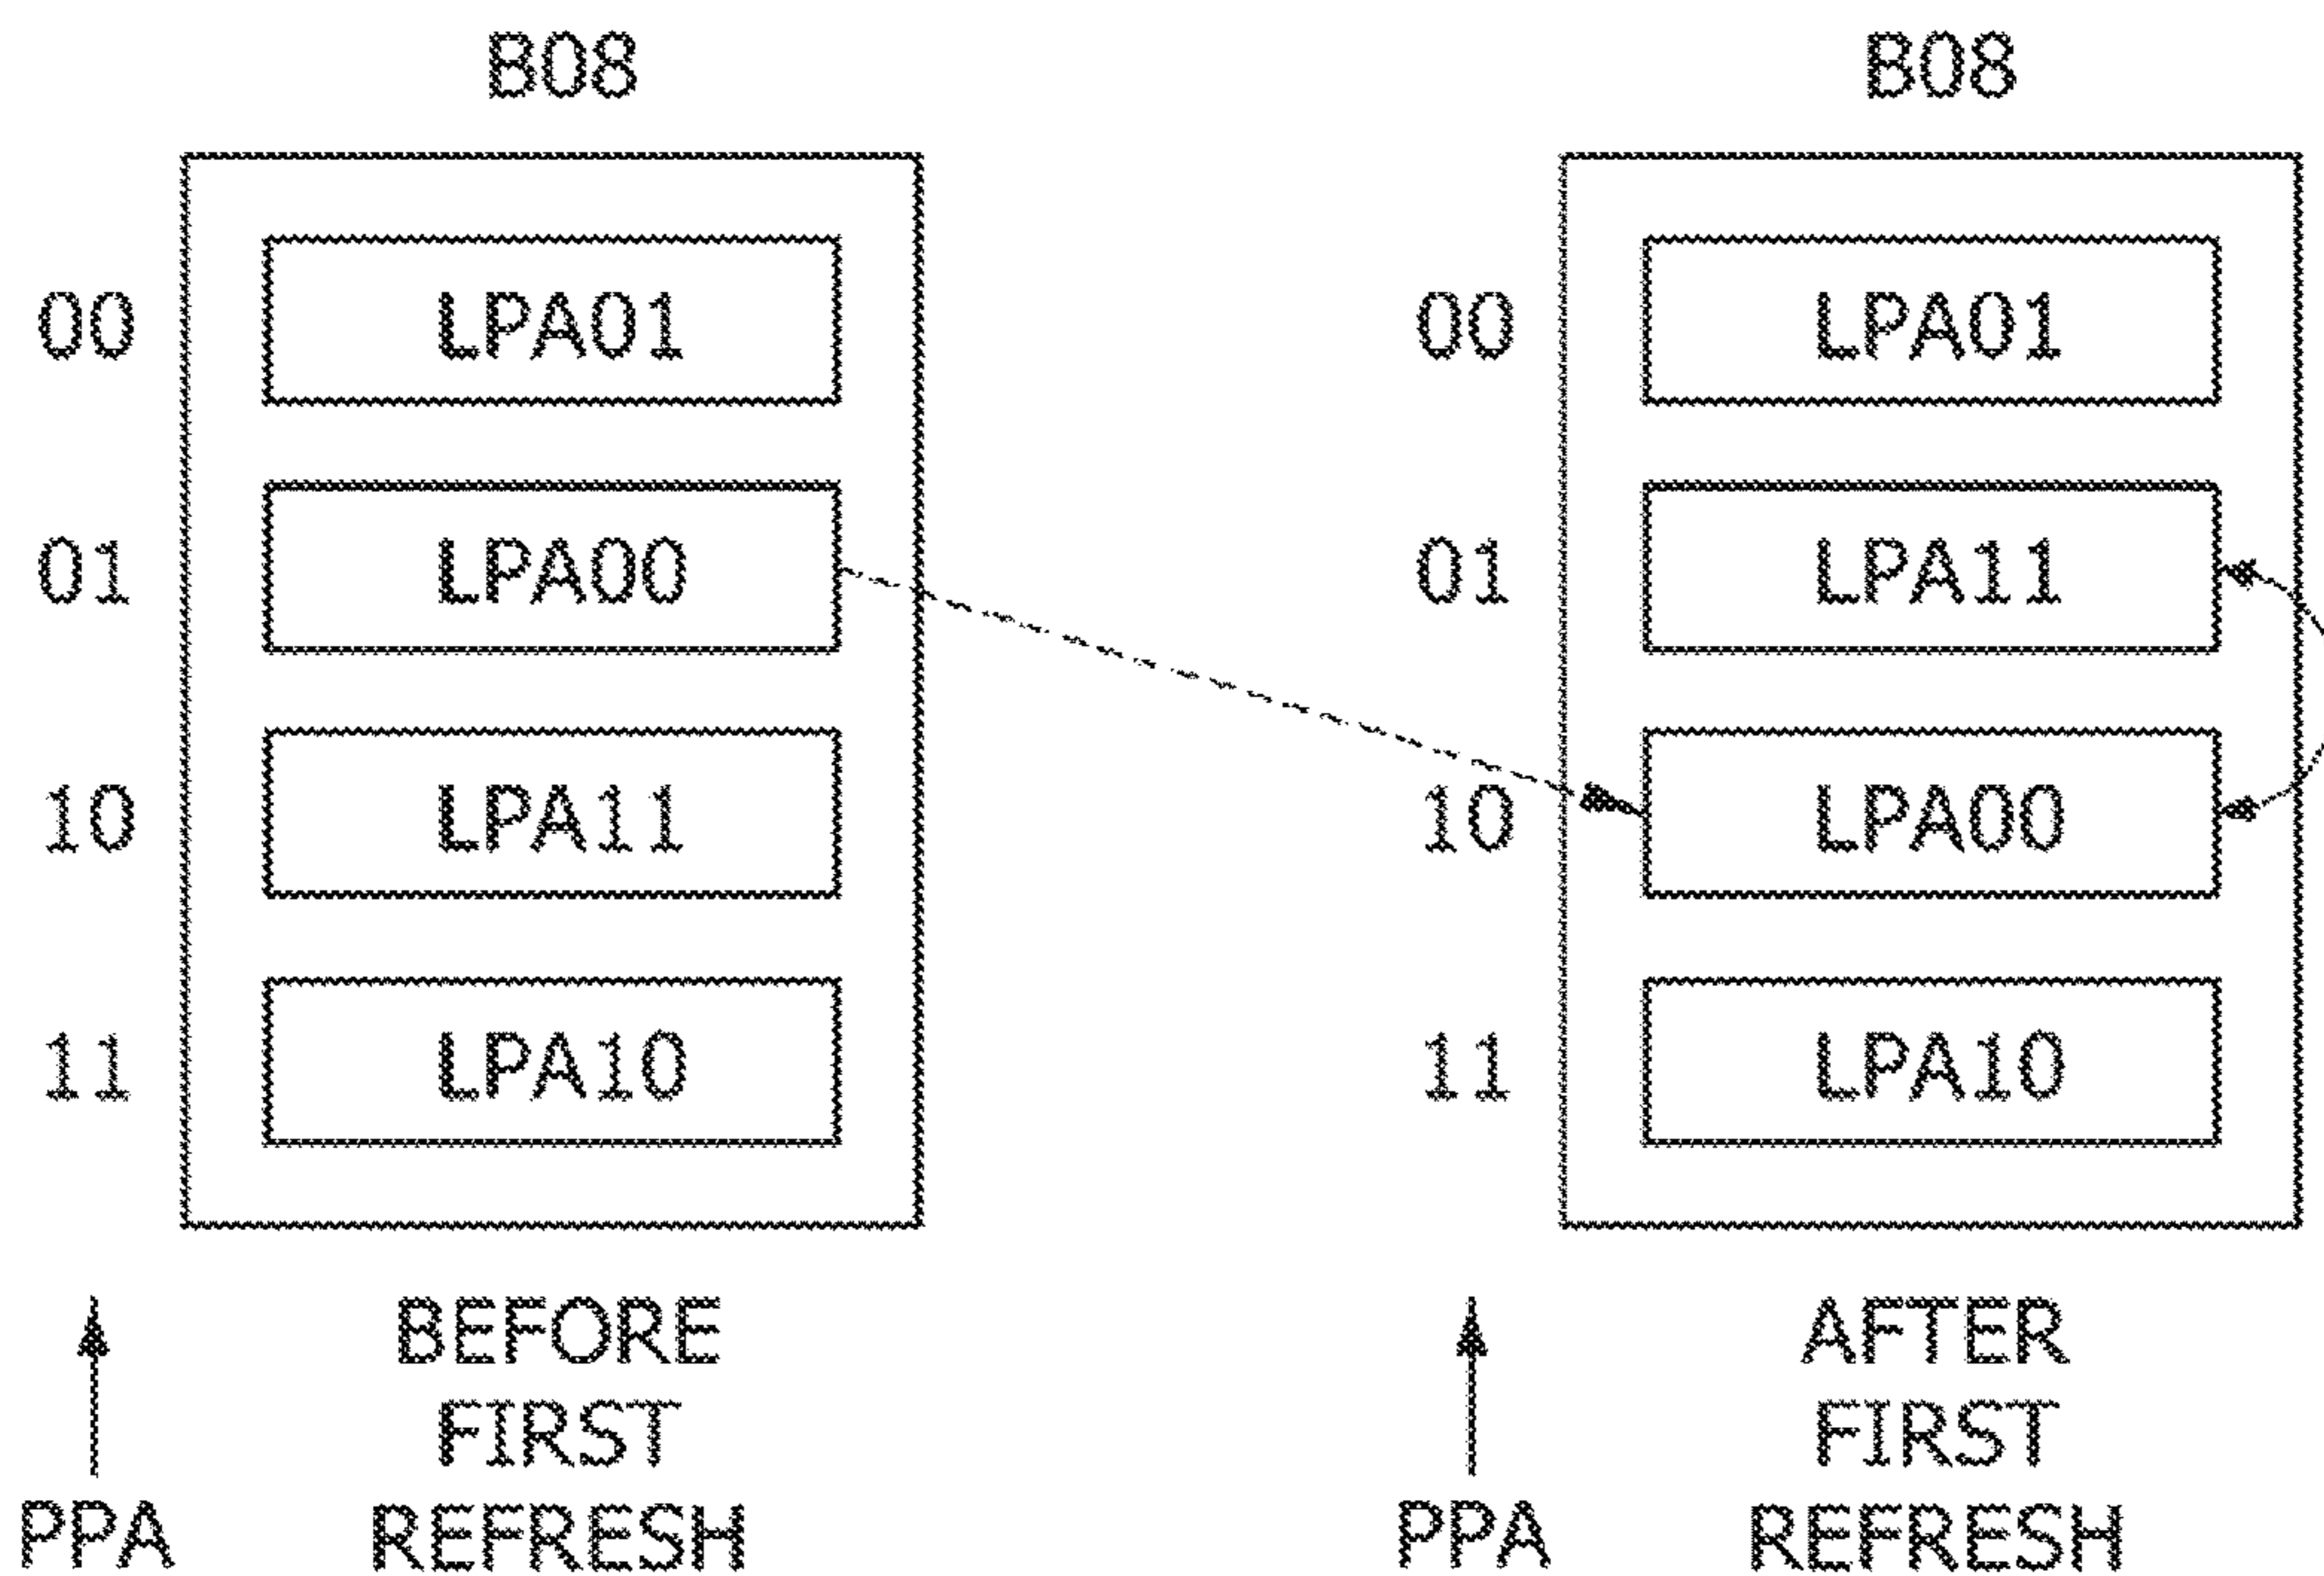 B08
00 LPA01
01 LPA00
10 LPA11
11 LPA10
PPA
BEFORE
FIRST
REFRESH
B08
00 LPA01
01 LPA11
10 LPA00
11 LPA10
PPA
AFTER
FIRST
REFRESH